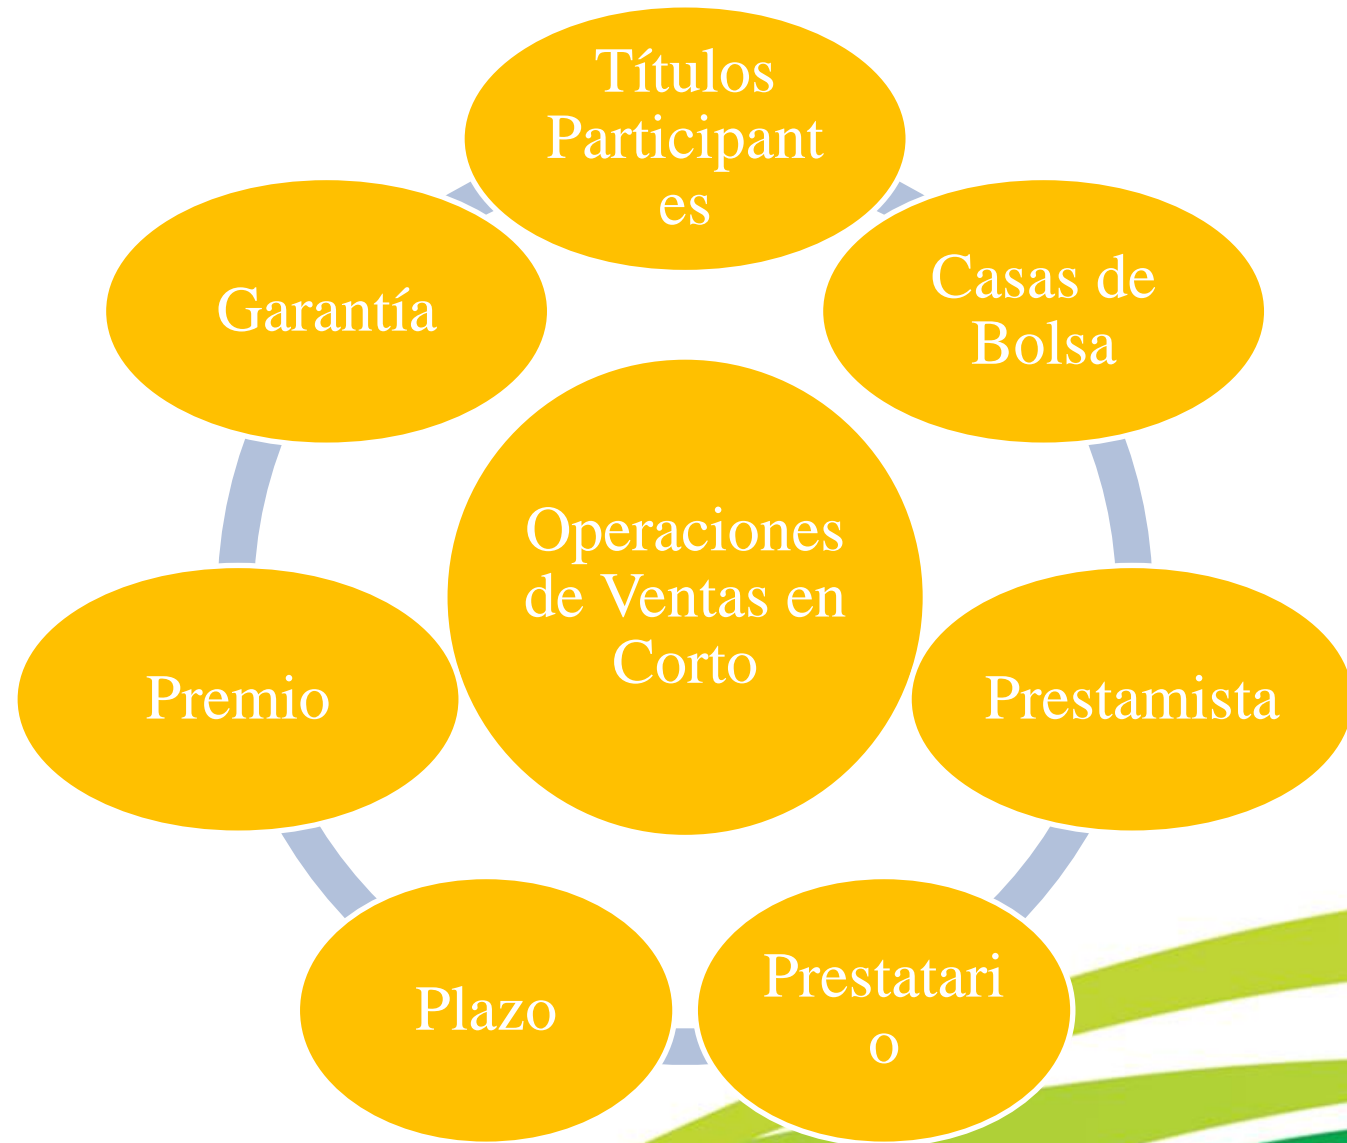 Títulos
Participant
es
Casas de
Bolsa
Prestamista
Prestatari
o
Plazo
Premio
Garantía
Operaciones
de Ventas en
Corto